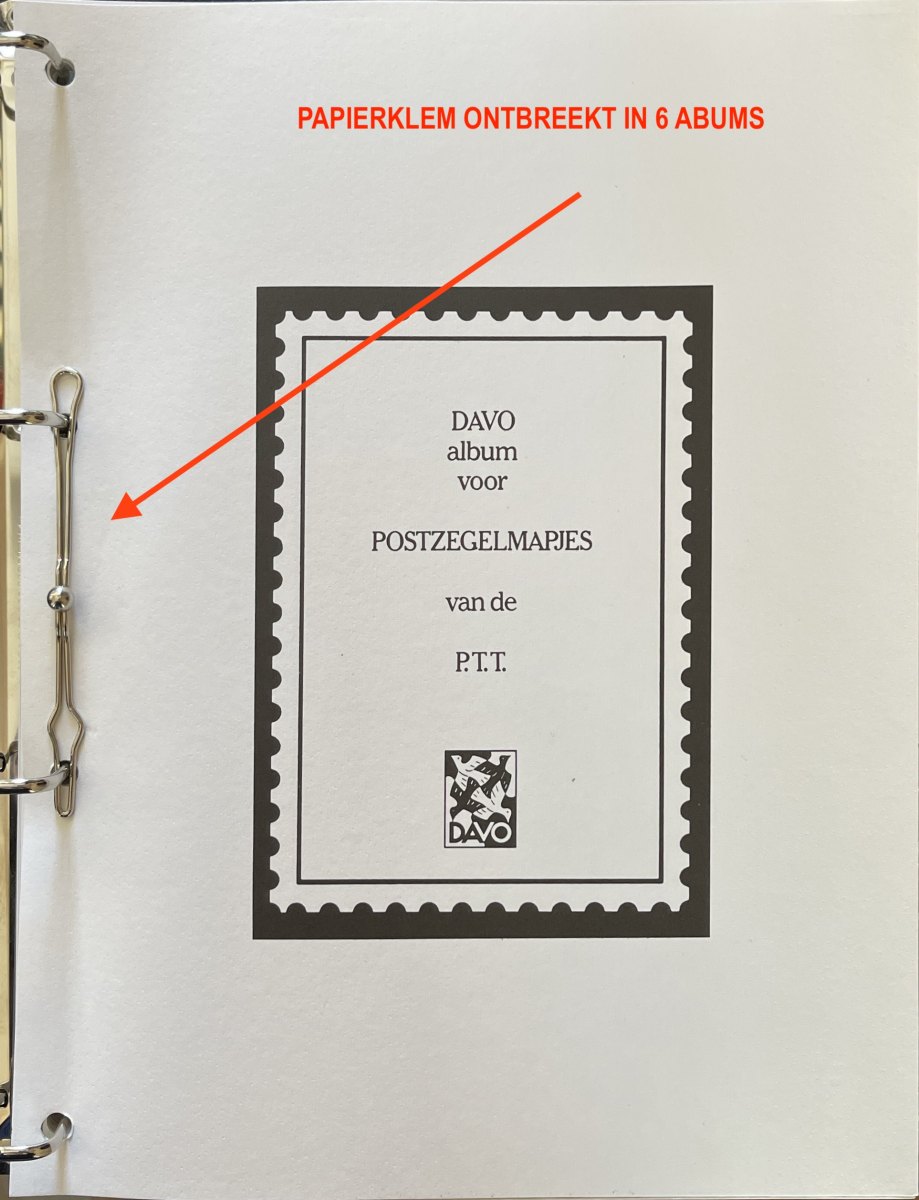 PAPIERKLEM ONTBREEKT IN 6 ABUMS
DAVO
album
voor
POSTZEGELMAPJES
van de
P.T.T.
DAVO